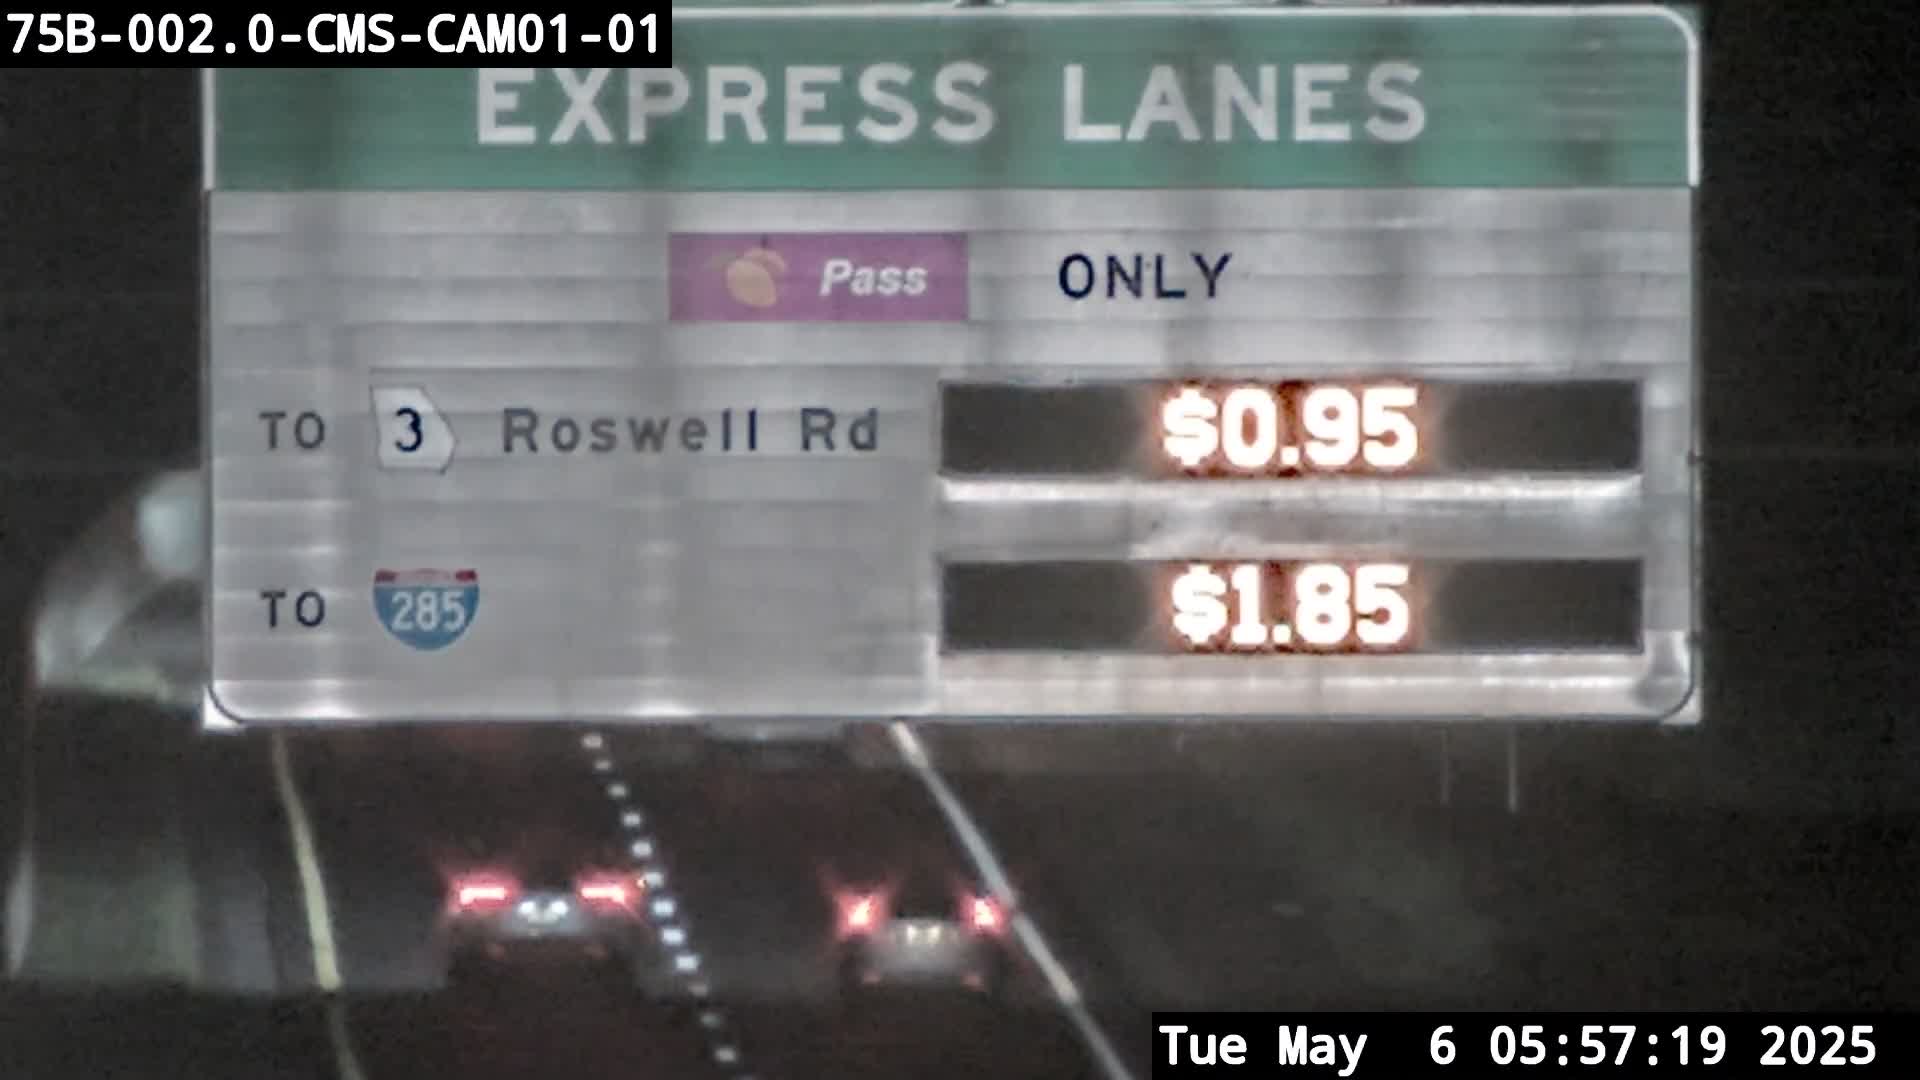 75B-002.0-CMS-CAM01-01
EXPRESS LANES
Pass ONLY
TO 3 Roswell Rd $0.95
TO 285 $1.85
Tue May 6 05:57:19 2025